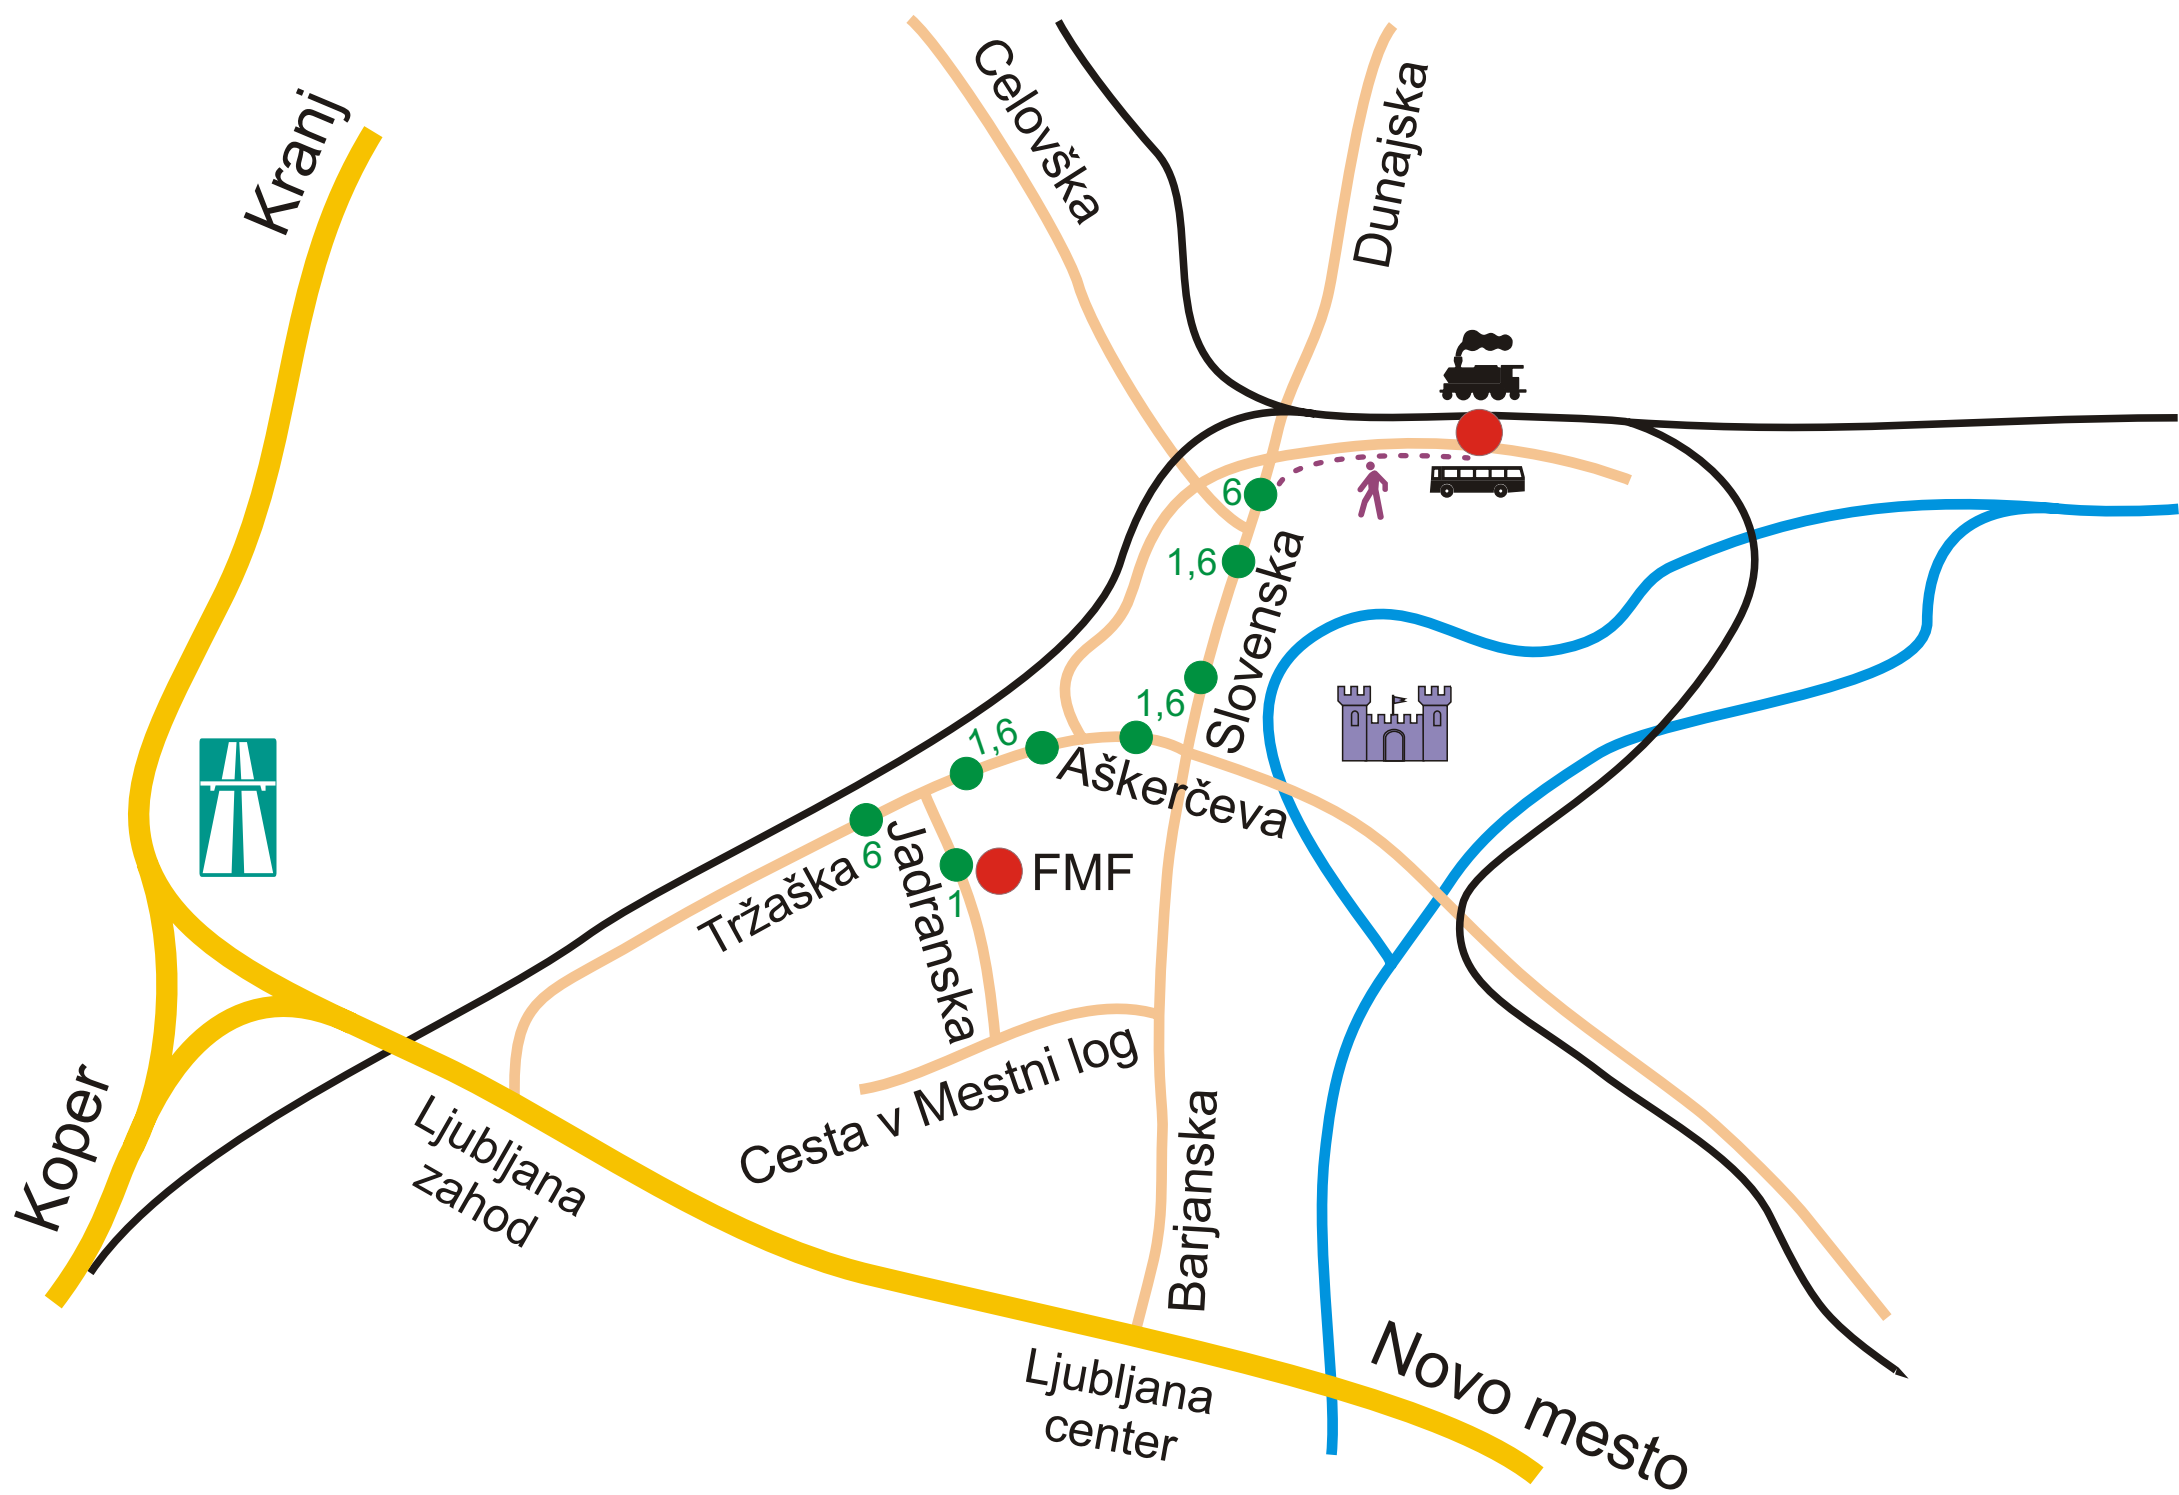 Kranj
Celovška
Dunajska
6
1,6
Slovenska
1,6
1,6
Aškerčeva
6
Tržaška
Jadranska
1
FMF
Cesta v Mestni log
Koper
Ljubljana
zahod
Barjanska
Ljubljana
center
Novo mesto